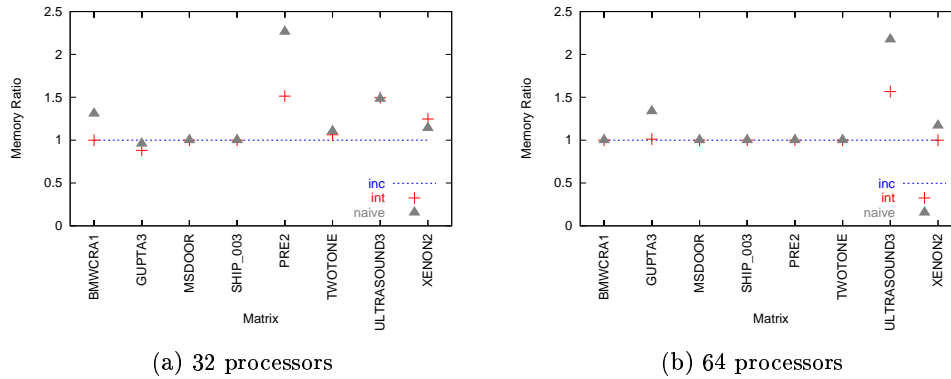 2.5
2
1.5
1
0.5
0
Memory Ratio
inc
int
naive
BMWCRA1
GUPTA3
MSDOOR
SHIP_003
PRE2
TWOTONE
ULTRASOUND3
XENON2
Matrix
(a) 32 processors
2.5
2
1.5
1
0.5
0
Memory Ratio
inc
int
naive
BMWCRA1
GUPTA3
MSDOOR
SHIP_003
PRE2
TWOTONE
ULTRASOUND3
XENON2
Matrix
(b) 64 processors